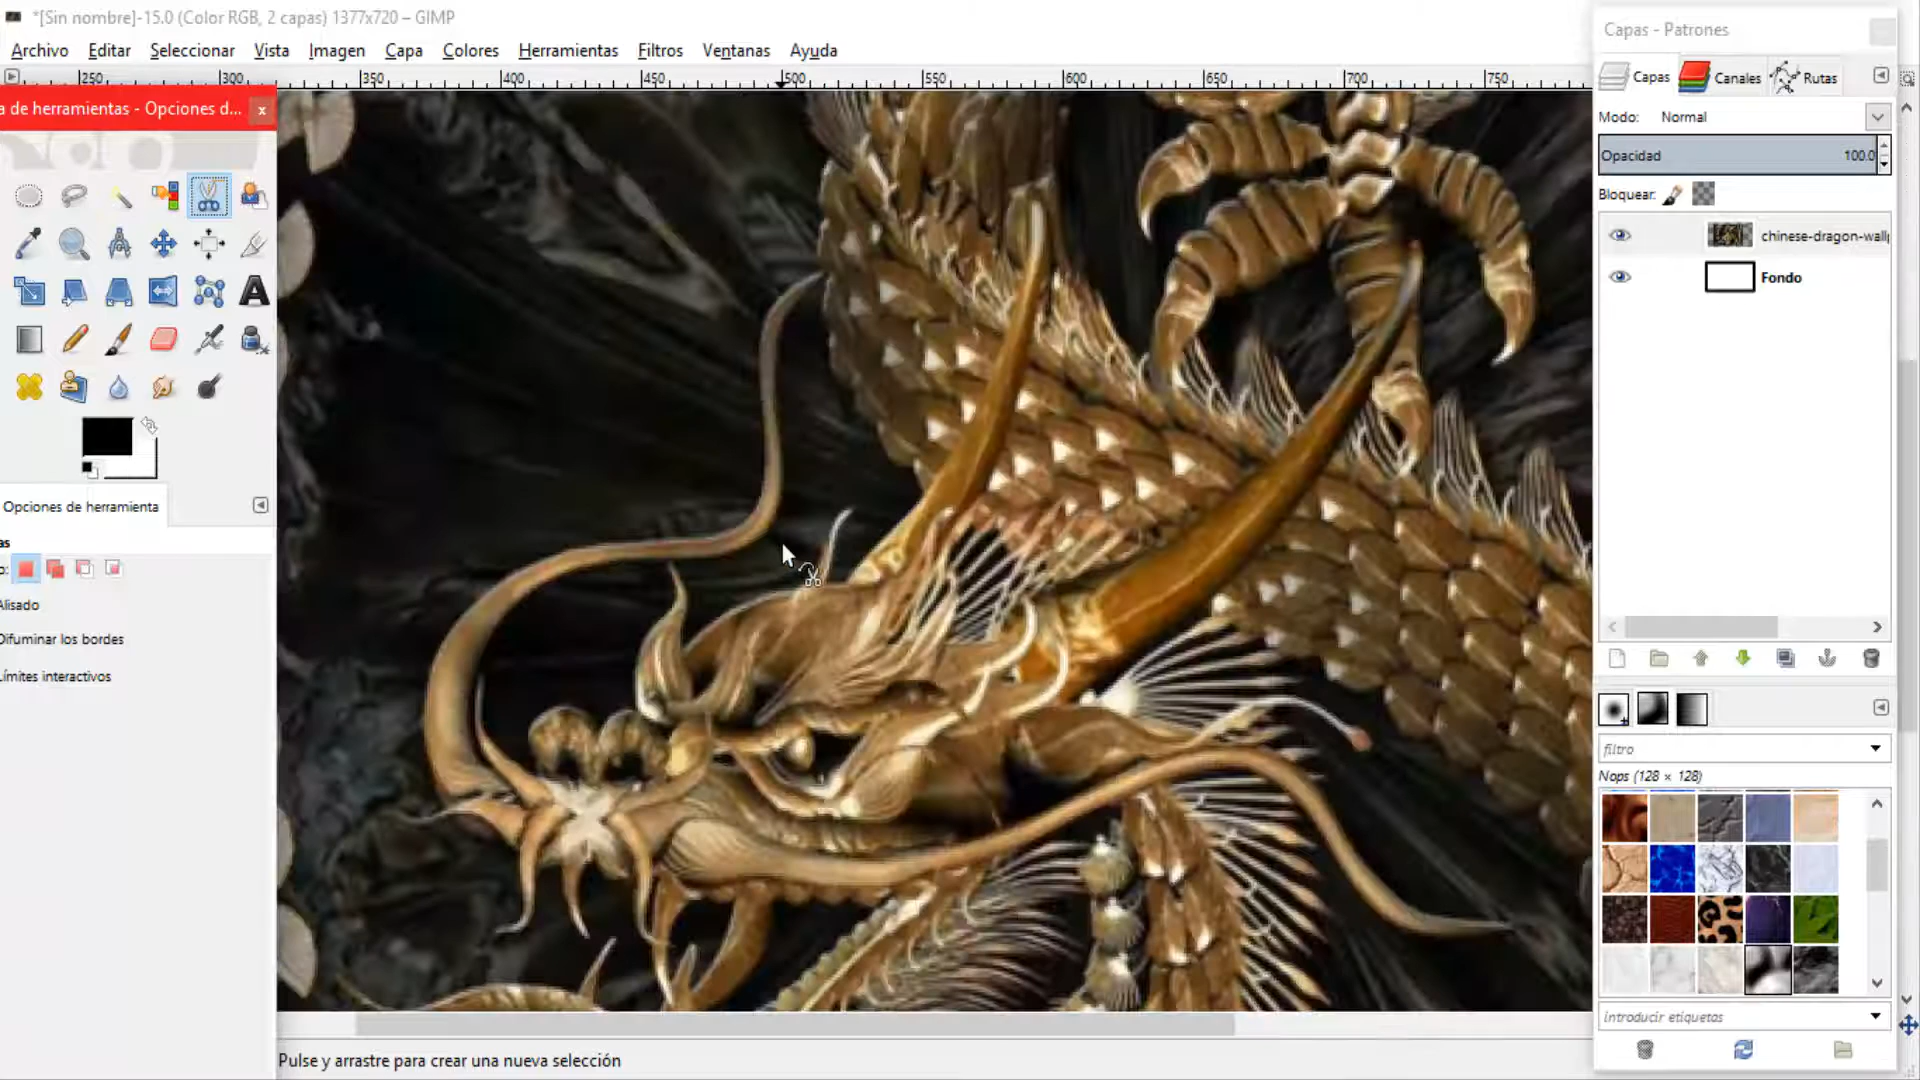 *[Sin nombre]-15.0 (Color RGB, 2 capas) 1377x720 – GIMP
Archivo Editar Seleccionar Vista Imagen Capa Colores Herramientas Filtros Ventanas Ayuda
250 300 350 400 450 500 550 600 650 700 750
a de herramientas - Opciones d... x
Opciones de herramienta
as
o:
Alisado
Difuminar los bordes
Límites interactivos
Pulse y arrastre para crear una nueva selección
Capas - Patrones
Capas Canales Rutas
Modo: Normal
Opacidad 100.0
Bloquear:
chinese-dragon-wallp
Fondo
filtro
Nops (128 × 128)
introducir etiquetas